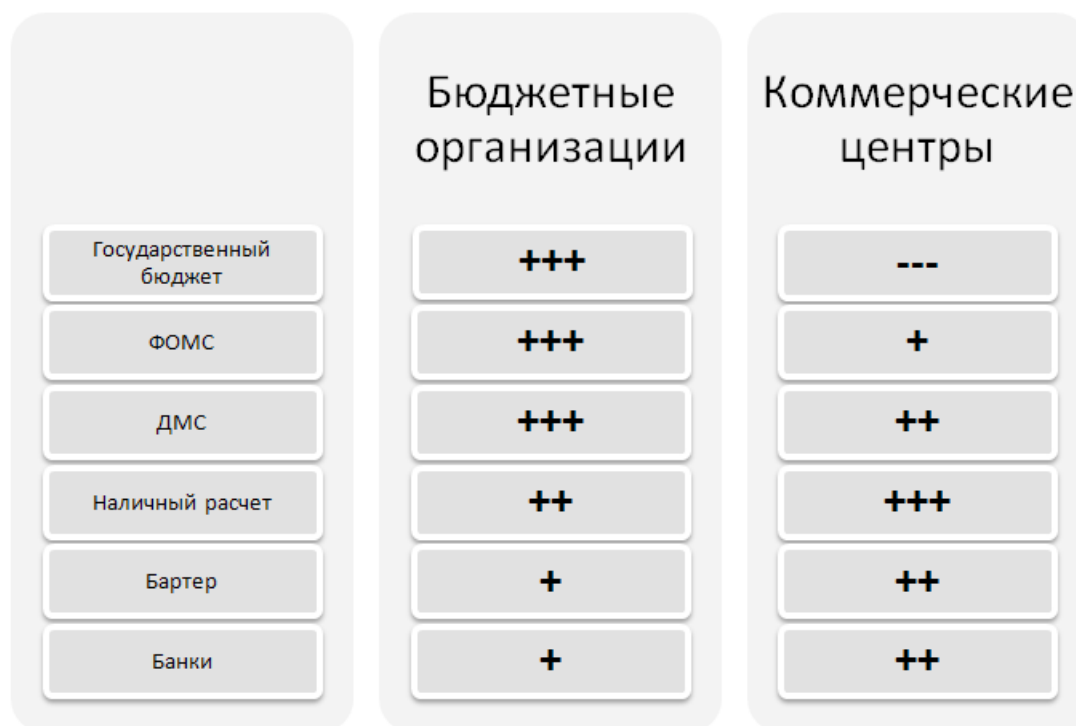 Бюджетные
организации
Коммерческие
центры
Государственный
бюджет
+++
---
ФОМС
+++
+
ДМС
+++
++
Наличный расчет
++
+++
Бартер
+
++
Банки
+
++